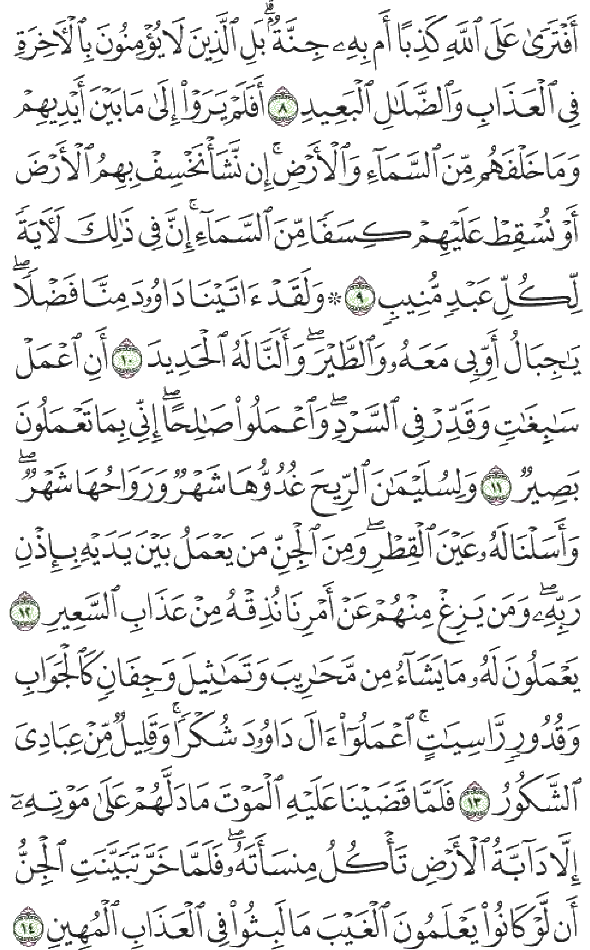 أَفْتَرَىٰ عَلَى ٱللَّهِ كَذِبًا أَم بِهِۦ جِنَّةٌۢ ۗ بَلِ ٱلَّذِينَ لَا يُؤْمِنُونَ بِٱلْـَٔاخِرَةِ
فِى ٱلْعَذَابِ وَٱلضَّلَـٰلِ ٱلْبَعِيدِ ٨ أَفَلَمْ يَرَوْا۟ إِلَىٰ مَا بَيْنَ أَيْدِيهِمْ
وَمَا خَلْفَهُم مِّنَ ٱلسَّمَآءِ وَٱلْأَرْضِ ۚ إِن نَّشَأْ نَخْسِفْ بِهِمُ ٱلْأَرْضَ
أَوْ نُسْقِطْ عَلَيْهِمْ كِسَفًا مِّنَ ٱلسَّمَآءِ ۚ إِنَّ فِى ذَٰلِكَ لَـَٔايَةً
لِّكُلِّ عَبْدٍ مُّنِيبٍ ٩ ۞ وَلَقَدْ ءَاتَيْنَا دَاوُۥدَ مِنَّا فَضْلًا ۖ
يَـٰجِبَالُ أَوِّبِى مَعَهُۥ وَٱلطَّيْرَ ۖ وَأَلَنَّا لَهُ ٱلْحَدِيدَ ١٠ أَنِ ٱعْمَلْ
سَـٰبِغَـٰتٍ وَقَدِّرْ فِى ٱلسَّرْدِ ۖ وَٱعْمَلُوا۟ صَـٰلِحًا ۖ إِنِّى بِمَا تَعْمَلُونَ
بَصِيرٌ ١١ وَلِسُلَيْمَـٰنَ ٱلرِّيحَ غُدُوُّهَا شَهْرٌ وَرَوَاحُهَا شَهْرٌ ۖ
وَأَسَلْنَا لَهُۥ عَيْنَ ٱلْقِطْرِ ۖ وَمِنَ ٱلْجِنِّ مَن يَعْمَلُ بَيْنَ يَدَيْهِ بِإِذْنِ
رَبِّهِۦ ۖ وَمَن يَزِغْ مِنْهُمْ عَنْ أَمْرِنَا نُذِقْهُ مِنْ عَذَابِ ٱلسَّعِيرِ ١٢
يَعْمَلُونَ لَهُۥ مَا يَشَآءُ مِن مَّحَـٰرِيبَ وَتَمَـٰثِيلَ وَجِفَانٍ كَٱلْجَوَابِ
وَقُدُورٍ رَّاسِيَـٰتٍ ۚ ٱعْمَلُوٓا۟ ءَالَ دَاوُۥدَ شُكْرًا ۚ وَقَلِيلٌ مِّنْ عِبَادِىَ
ٱلشَّكُورُ ١٣ فَلَمَّا قَضَيْنَا عَلَيْهِ ٱلْمَوْتَ مَا دَلَّهُمْ عَلَىٰ مَوْتِهِۦٓ
إِلَّا دَآبَّةُ ٱلْأَرْضِ تَأْكُلُ مِنسَأَتَهُۥ ۖ فَلَمَّا خَرَّ تَبَيَّنَتِ ٱلْجِنُّ
أَن لَّوْ كَانُوا۟ يَعْلَمُونَ ٱلْغَيْبَ مَا لَبِثُوا۟ فِى ٱلْعَذَابِ ٱلْمُهِينِ ١٤